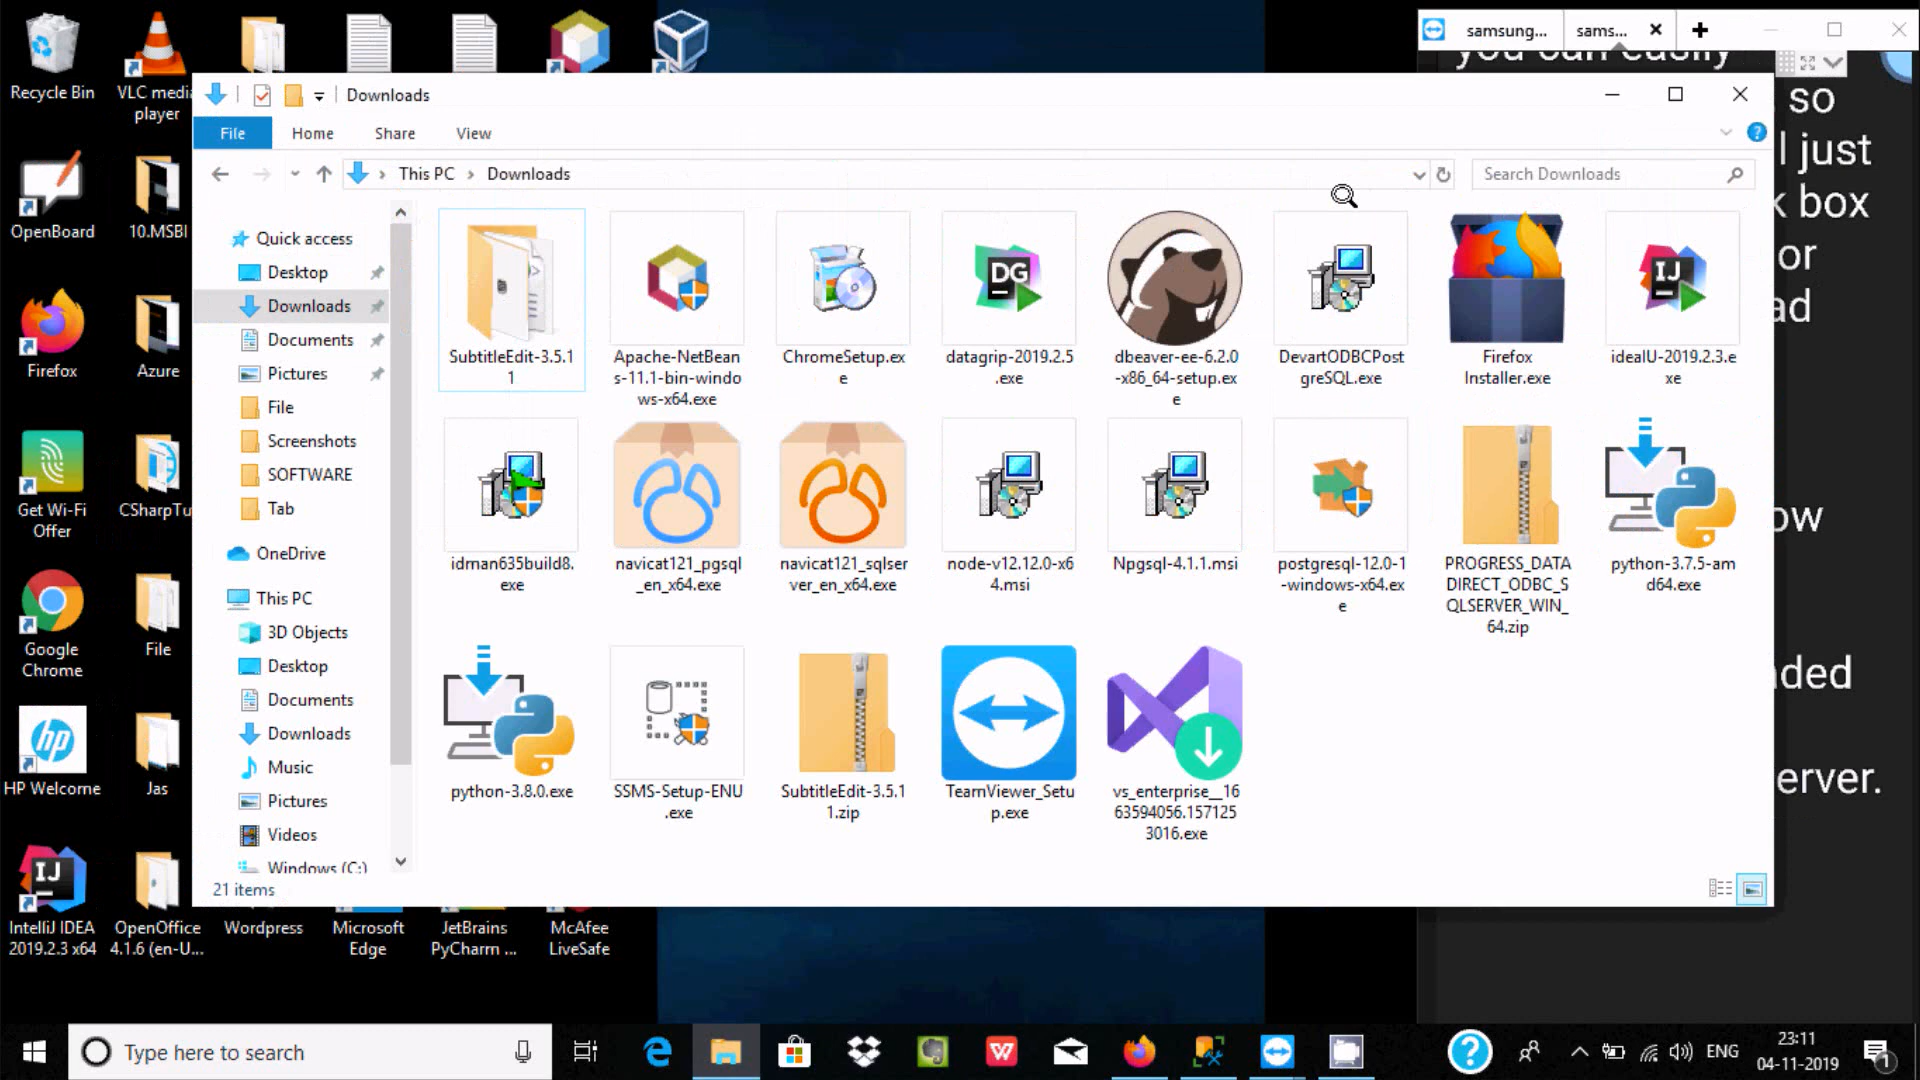 Recycle Bin
VLC medi
player
OpenBoard
10.MSBI
Firefox
Azure
Get Wi-Fi
Offer
CSharpTu
Google
Chrome
File
HP Welcome
Jas
IntelliJ IDEA
2019.2.3 x64
OpenOffice
4.1.6 (en-U...
Wordpress
Microsoft
Edge
JetBrains
PyCharm ...
McAfee
LiveSafe
samsung...
sams...
you can easily
so
I just
k box
or
ad
ow
ded
erver.
Downloads
File
Home
Share
View
This PC
Downloads
Search Downloads
Quick access
Desktop
Downloads
Documents
Pictures
File
Screenshots
SOFTWARE
Tab
OneDrive
This PC
3D Objects
Desktop
Documents
Downloads
Music
Pictures
Videos
Windows (C:)
SubtitleEdit-3.5.1
1
Apache-NetBean
s-11.1-bin-windo
ws-x64.exe
ChromeSetup.ex
e
DG
datagrip-2019.2.5
.exe
dbeaver-ee-6.2.0
-x86_64-setup.ex
e
DevartODBCPost
greSQL.exe
Firefox
Installer.exe
IJ
idealU-2019.2.3.e
xe
idman635build8.
exe
navicat121_pgsql
_en_x64.exe
navicat121_sqlser
ver_en_x64.exe
node-v12.12.0-x6
4.msi
Npgsql-4.1.1.msi
postgresql-12.0-1
-windows-x64.ex
e
PROGRESS_DATA
DIRECT_ODBC_S
QLSERVER_WIN_
64.zip
python-3.7.5-am
d64.exe
python-3.8.0.exe
SSMS-Setup-ENU
.exe
SubtitleEdit-3.5.1
1.zip
TeamViewer_Setu
p.exe
vs_enterprise__16
63594056.157125
3016.exe
21 items
Type here to search
ENG
23:11
04-11-2019
1